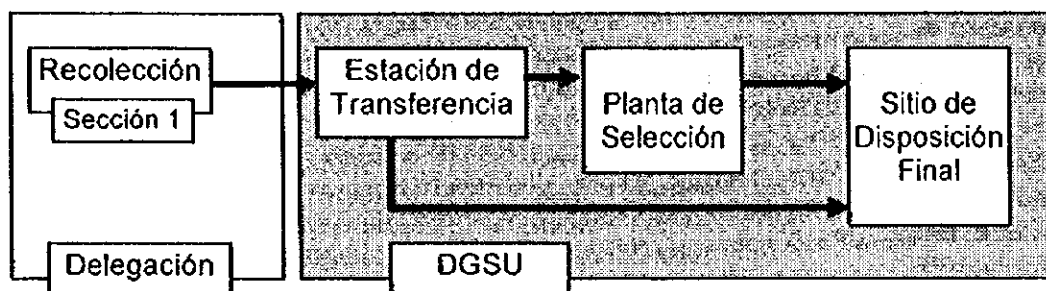 Recolección
Sección 1
Delegación
Estación de
Transferencia
Planta de
Selección
Sitio de
Disposición
Final
DGSU